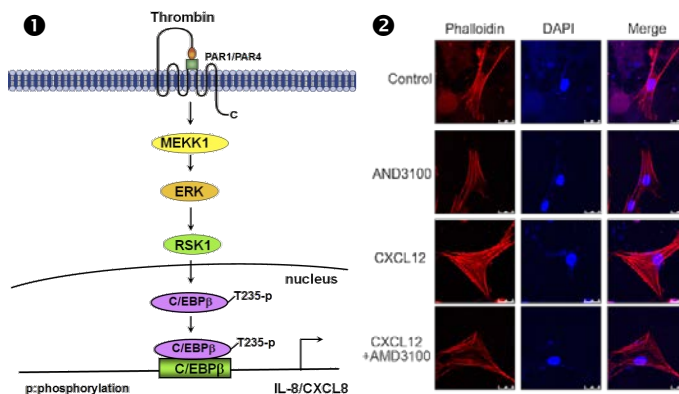 ❶
Thrombin
PAR1/PAR4
C
MEKK1
ERK
RSK1
nucleus
C/EBPβ
T235-p
C/EBPβ
T235-p
C/EBPβ
p:phosphorylation
IL-8/CXCL8
❷
Phalloidin DAPI Merge
Control
AND3100
CXCL12
CXCL12
+AMD3100